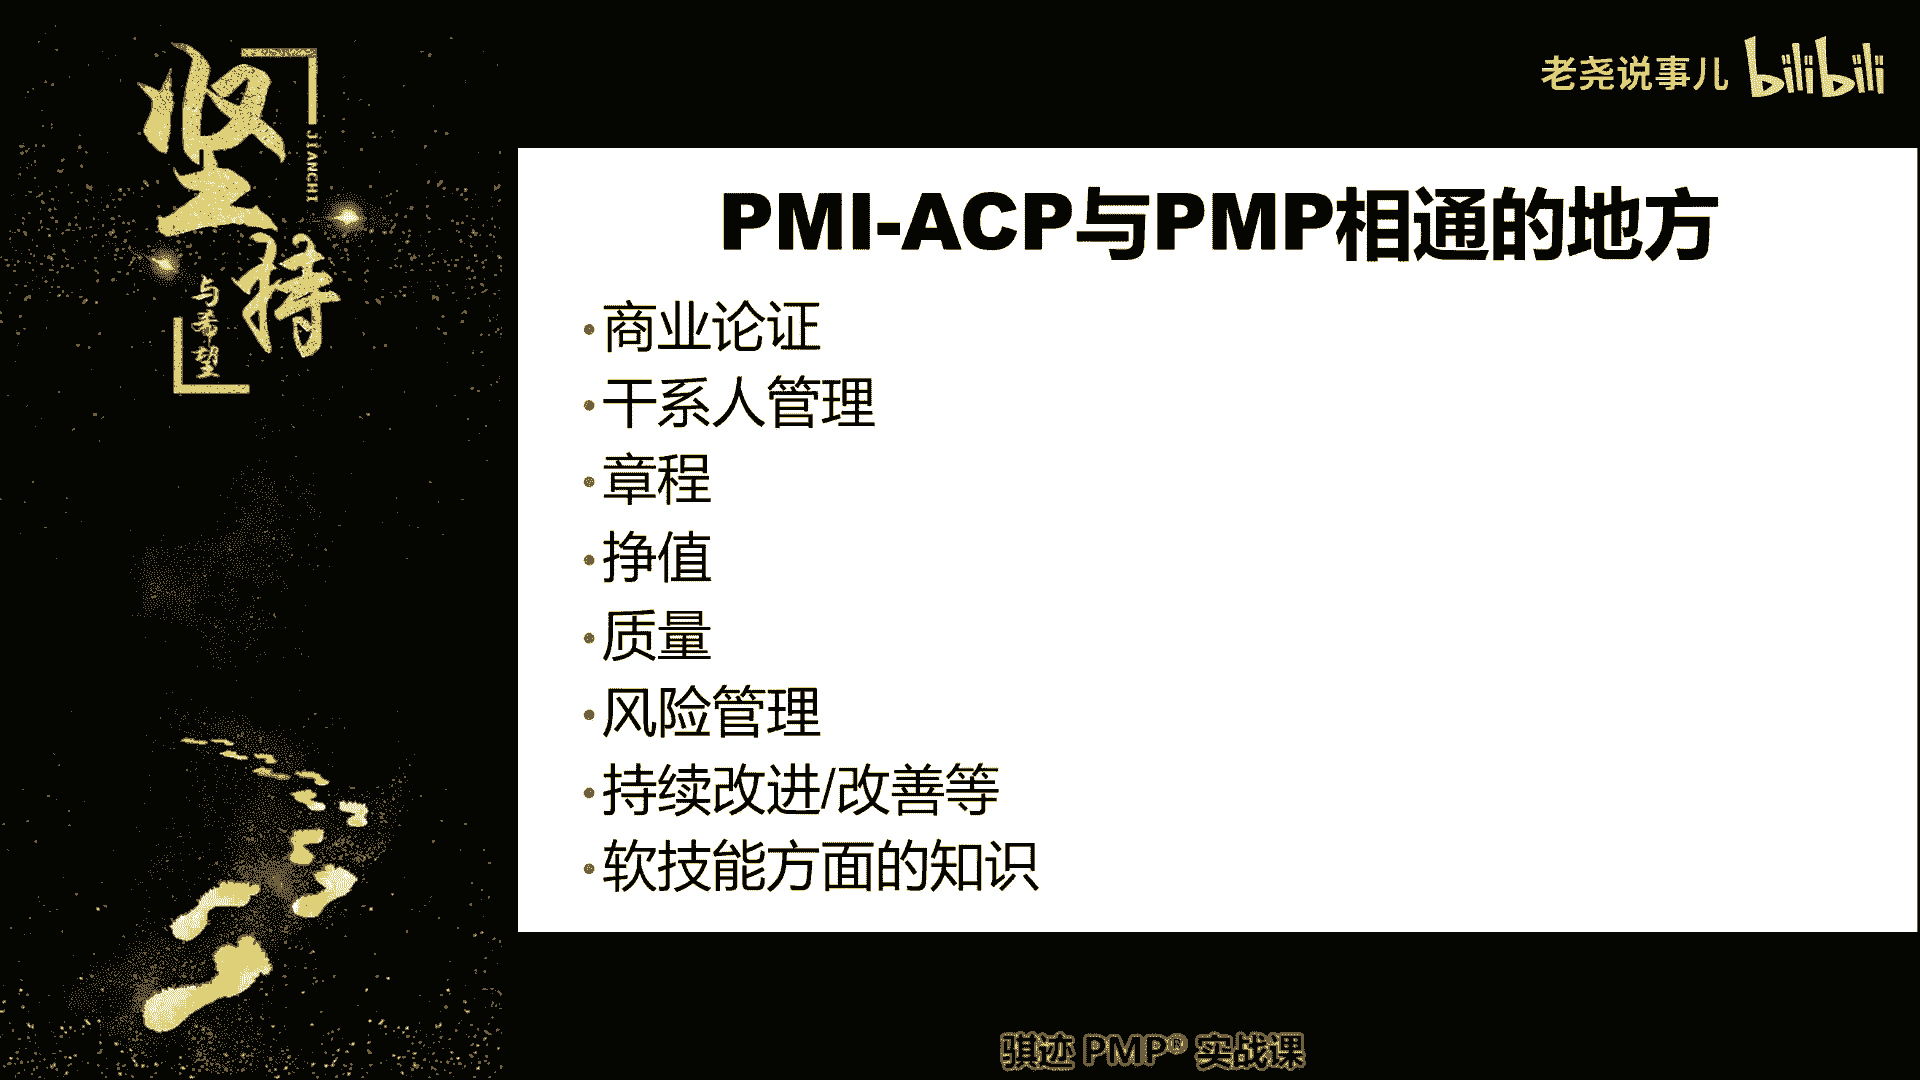 坚持
JIANCHI
与希望
老尧说事儿 bilibili
PMI-ACP与PMP相通的地方
•商业论证
•干系人管理
•章程
•挣值
•质量
•风险管理
•持续改进/改善等
•软技能方面的知识
骐迹 PMP® 实战课